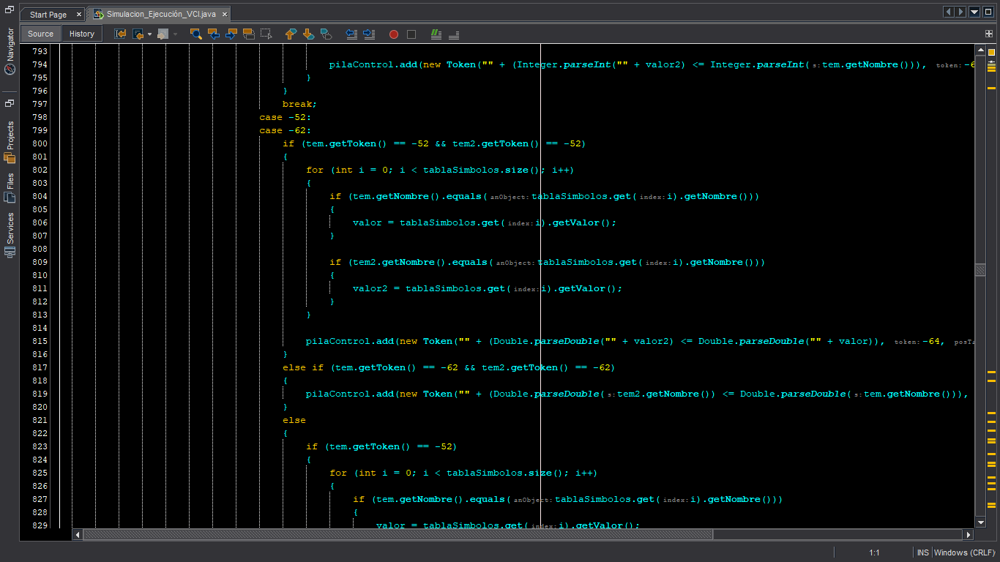 Start Page
Simulacion_Ejecución_VCI.java
Source
History
Navigator
Projects
Files
Services
793
794 pilaControl.add(new Token("" + (Integer.parseInt("" + valor2) <= Integer.parseInt( s: tem.getNombre())), token: -6
795 }
796 }
797 break;
798 case -52:
799 case -62:
800 if (tem.getToken() == -52 && tem2.getToken() == -52)
801 {
802 for (int i = 0; i < tablaSimbolos.size(); i++)
803 {
804 if (tem.getNombre().equals( anObject: tablaSimbolos.get( index: i).getNombre()))
805 {
806 valor = tablaSimbolos.get( index: i).getValor();
807 }
808
809 if (tem2.getNombre().equals( anObject: tablaSimbolos.get( index: i).getNombre()))
810 {
811 valor2 = tablaSimbolos.get( index: i).getValor();
812 }
813 }
814
815 pilaControl.add(new Token("" + (Double.parseDouble("" + valor2) <= Double.parseDouble("" + valor)), token: -64, posTa
816 }
817 else if (tem.getToken() == -62 && tem2.getToken() == -62)
818 {
819 pilaControl.add(new Token("" + (Double.parseDouble( s: tem2.getNombre()) <= Double.parseDouble( s: tem.getNombre())),
820 }
821 else
822 {
823 if (tem.getToken() == -52)
824 {
825 for (int i = 0; i < tablaSimbolos.size(); i++)
826 {
827 if (tem.getNombre().equals( anObject: tablaSimbolos.get( index: i).getNombre()))
828 {
829 valor = tablaSimbolos.get( index: i).getValor();
1:1
INS
Windows (CRLF)